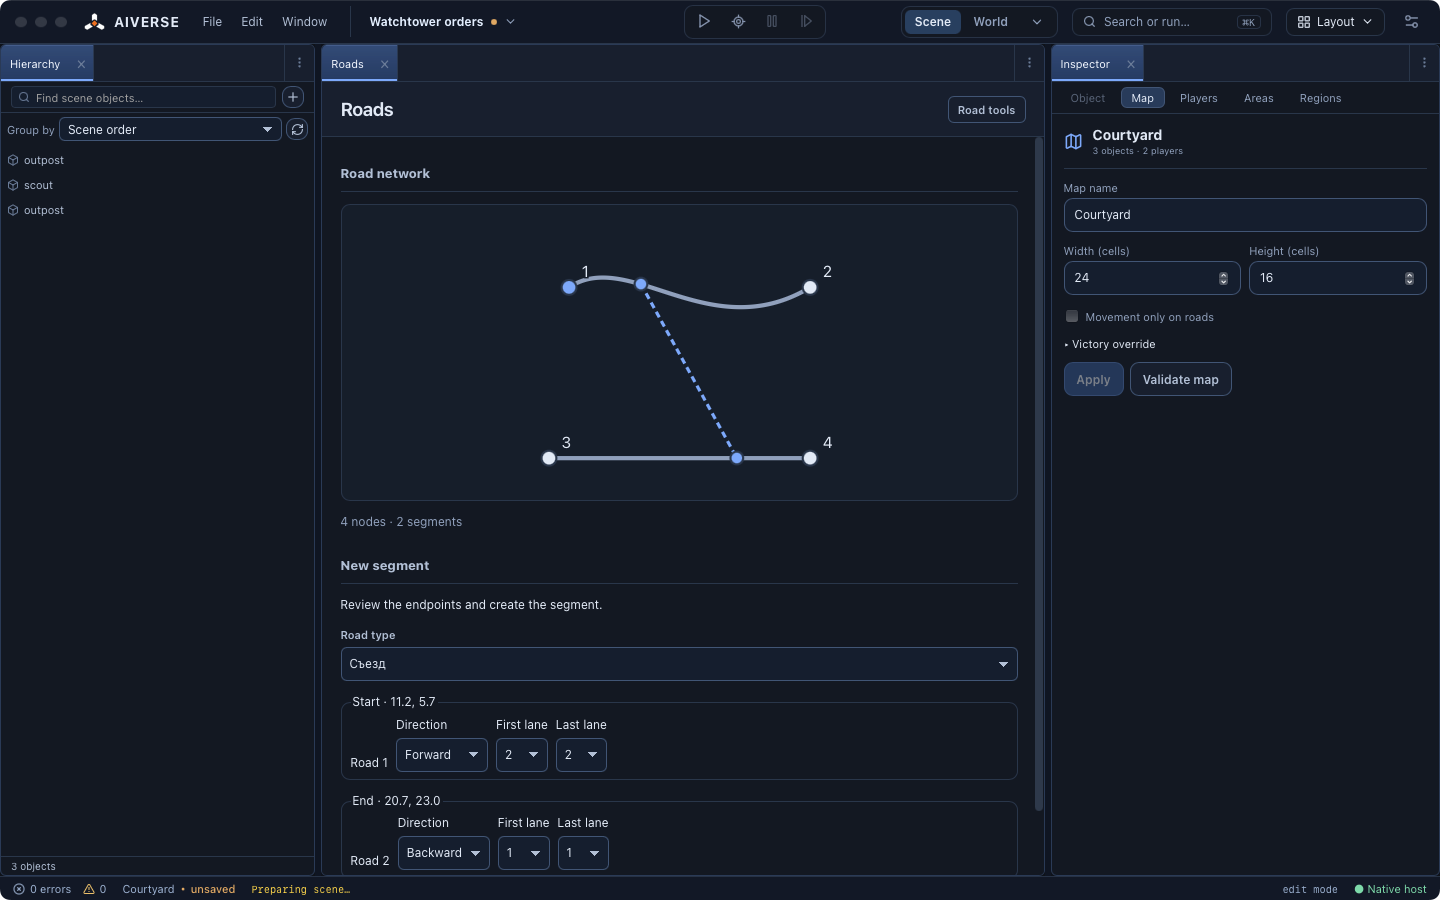 AIVERSE File Edit Window Watchtower orders Scene World Search or run... ⌘K Layout
Hierarchy
Find scene objects...
Group by Scene order
outpost
scout
outpost
3 objects
Roads
Roads Road tools
Road network
1
2
3
4
4 nodes · 2 segments
New segment
Review the endpoints and create the segment.
Road type
Съезд
Start · 11.2, 5.7
Direction First lane Last lane
Road 1 Forward 2 2
End · 20.7, 23.0
Direction First lane Last lane
Road 2 Backward 1 1
Inspector
Object Map Players Areas Regions
Courtyard
3 objects · 2 players
Map name
Courtyard
Width (cells) Height (cells)
24 16
Movement only on roads
Victory override
Apply Validate map
0 errors 0 Courtyard • unsaved Preparing scene… edit mode Native host